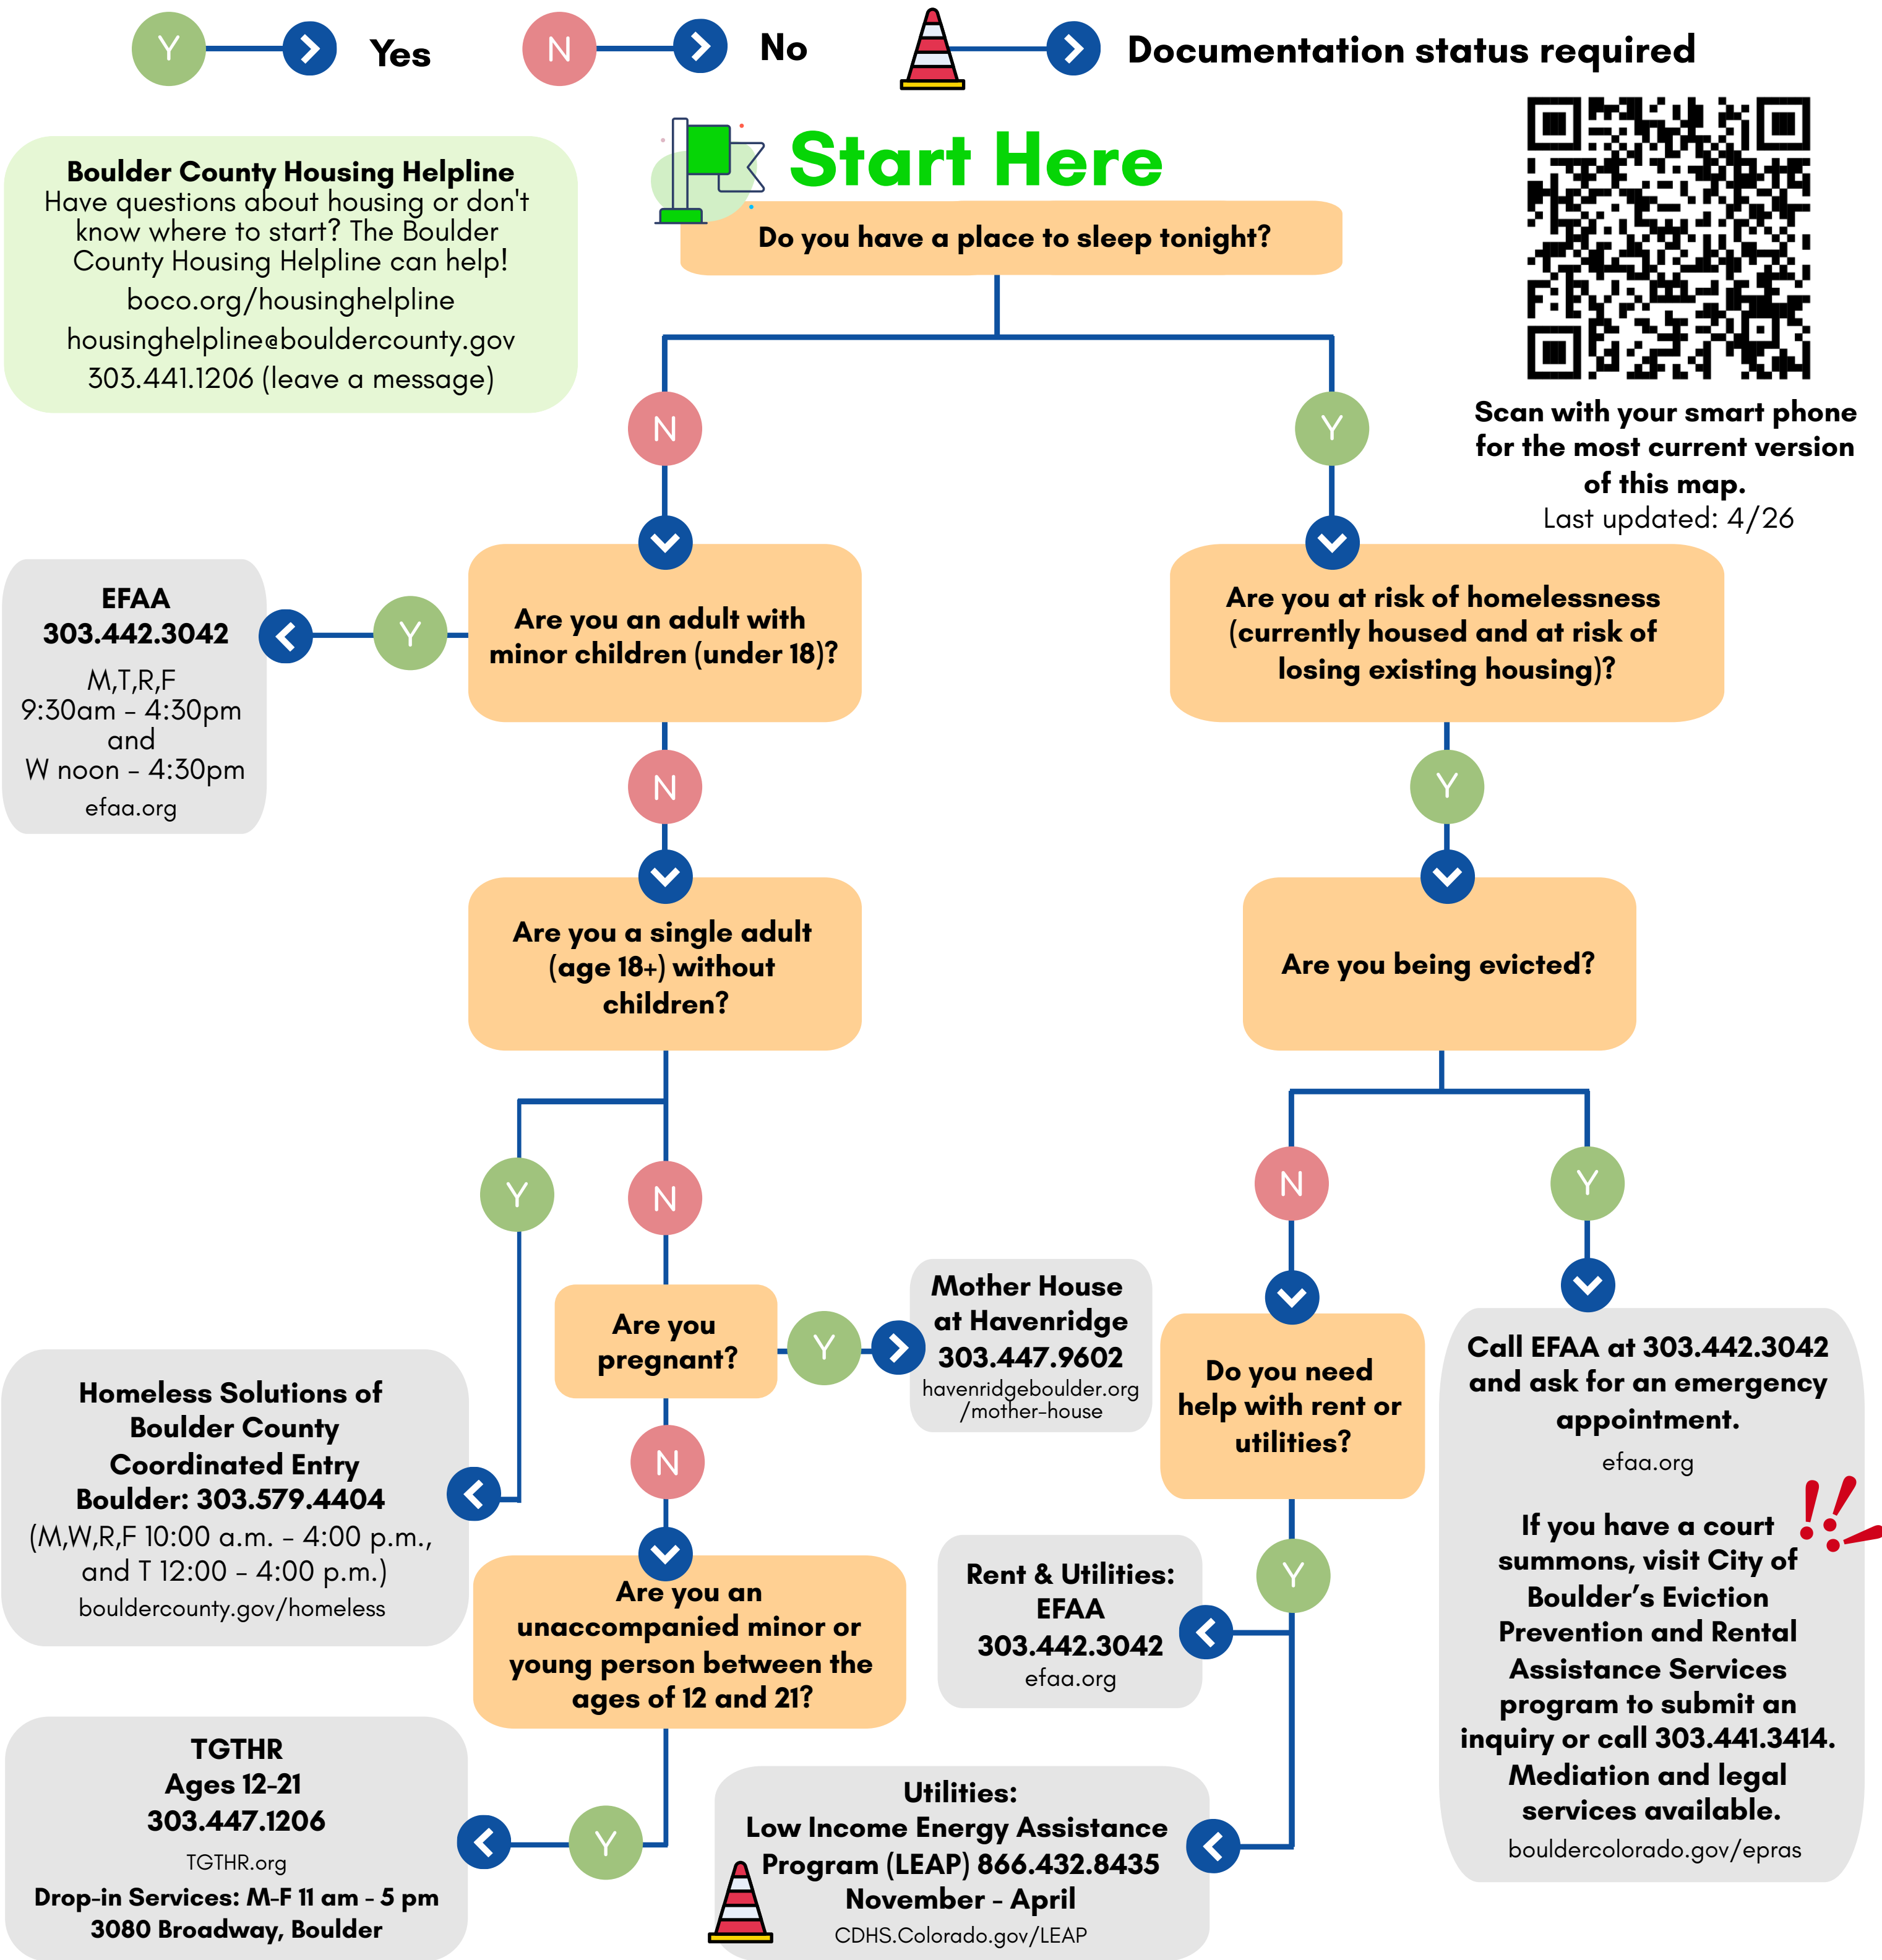 Y
Yes
N
No
Documentation status required
Boulder County Housing Helpline
Have questions about housing or don't
know where to start? The Boulder
County Housing Helpline can help!
boco.org/housinghelpline
housinghelpline@bouldercounty.gov
303.441.1206 (leave a message)
Start Here
Do you have a place to sleep tonight?
Scan with your smart phone
for the most current version
of this map.
Last updated: 4/26
N
Y
Are you an adult with
minor children (under 18)?
Y
EFAA
303.442.3042
M,T,R,F
9:30am - 4:30pm
and
W noon - 4:30pm
efaa.org
Are you at risk of homelessness
(currently housed and at risk of
losing existing housing)?
N
Y
Are you a single adult
(age 18+) without
children?
Are you being evicted?
Y
N
N
Y
Are you
pregnant?
Y
Mother House
at Havenridge
303.447.9602
havenridgeboulder.org
/mother-house
Do you need
help with rent or
utilities?
Call EFAA at 303.442.3042
and ask for an emergency
appointment.
efaa.org
If you have a court
summons, visit City of
Boulder’s Eviction
Prevention and Rental
Assistance Services
program to submit an
inquiry or call 303.441.3414.
Mediation and legal
services available.
bouldercolorado.gov/epras
Homeless Solutions of
Boulder County
Coordinated Entry
Boulder: 303.579.4404
(M,W,R,F 10:00 a.m. - 4:00 p.m.,
and T 12:00 - 4:00 p.m.)
bouldercounty.gov/homeless
N
Y
Are you an
unaccompanied minor or
young person between the
ages of 12 and 21?
Rent & Utilities:
EFAA
303.442.3042
efaa.org
TGTHR
Ages 12-21
303.447.1206
TGTHR.org
Drop-in Services: M-F 11 am - 5 pm
3080 Broadway, Boulder
Y
Utilities:
Low Income Energy Assistance
Program (LEAP) 866.432.8435
November - April
CDHS.Colorado.gov/LEAP